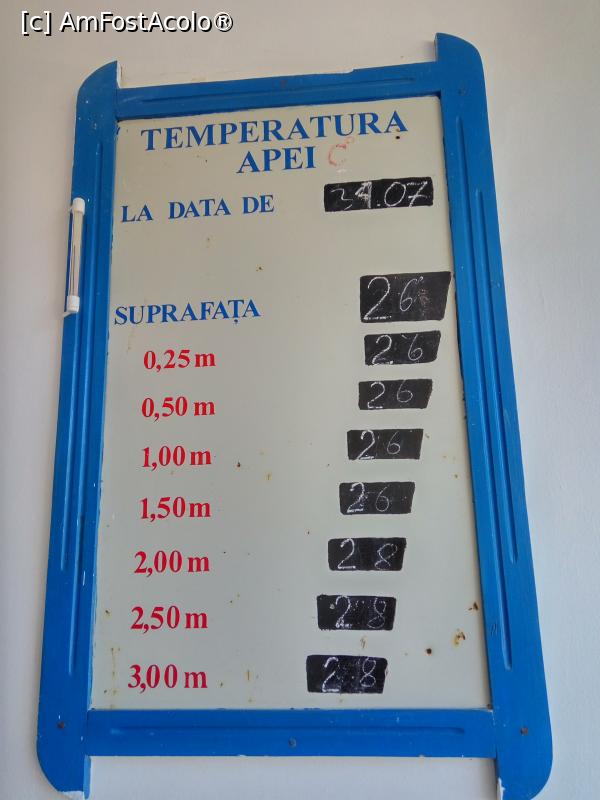 [c] AmFostAcolo®
TEMPERATURA
APEI C°
LA DATA DE 31.07
SUPRAFAȚA 26°
0,25 m 26
0,50 m 26
1,00 m 26
1,50 m 26
2,00 m 28
2,50 m 28
3,00 m 28